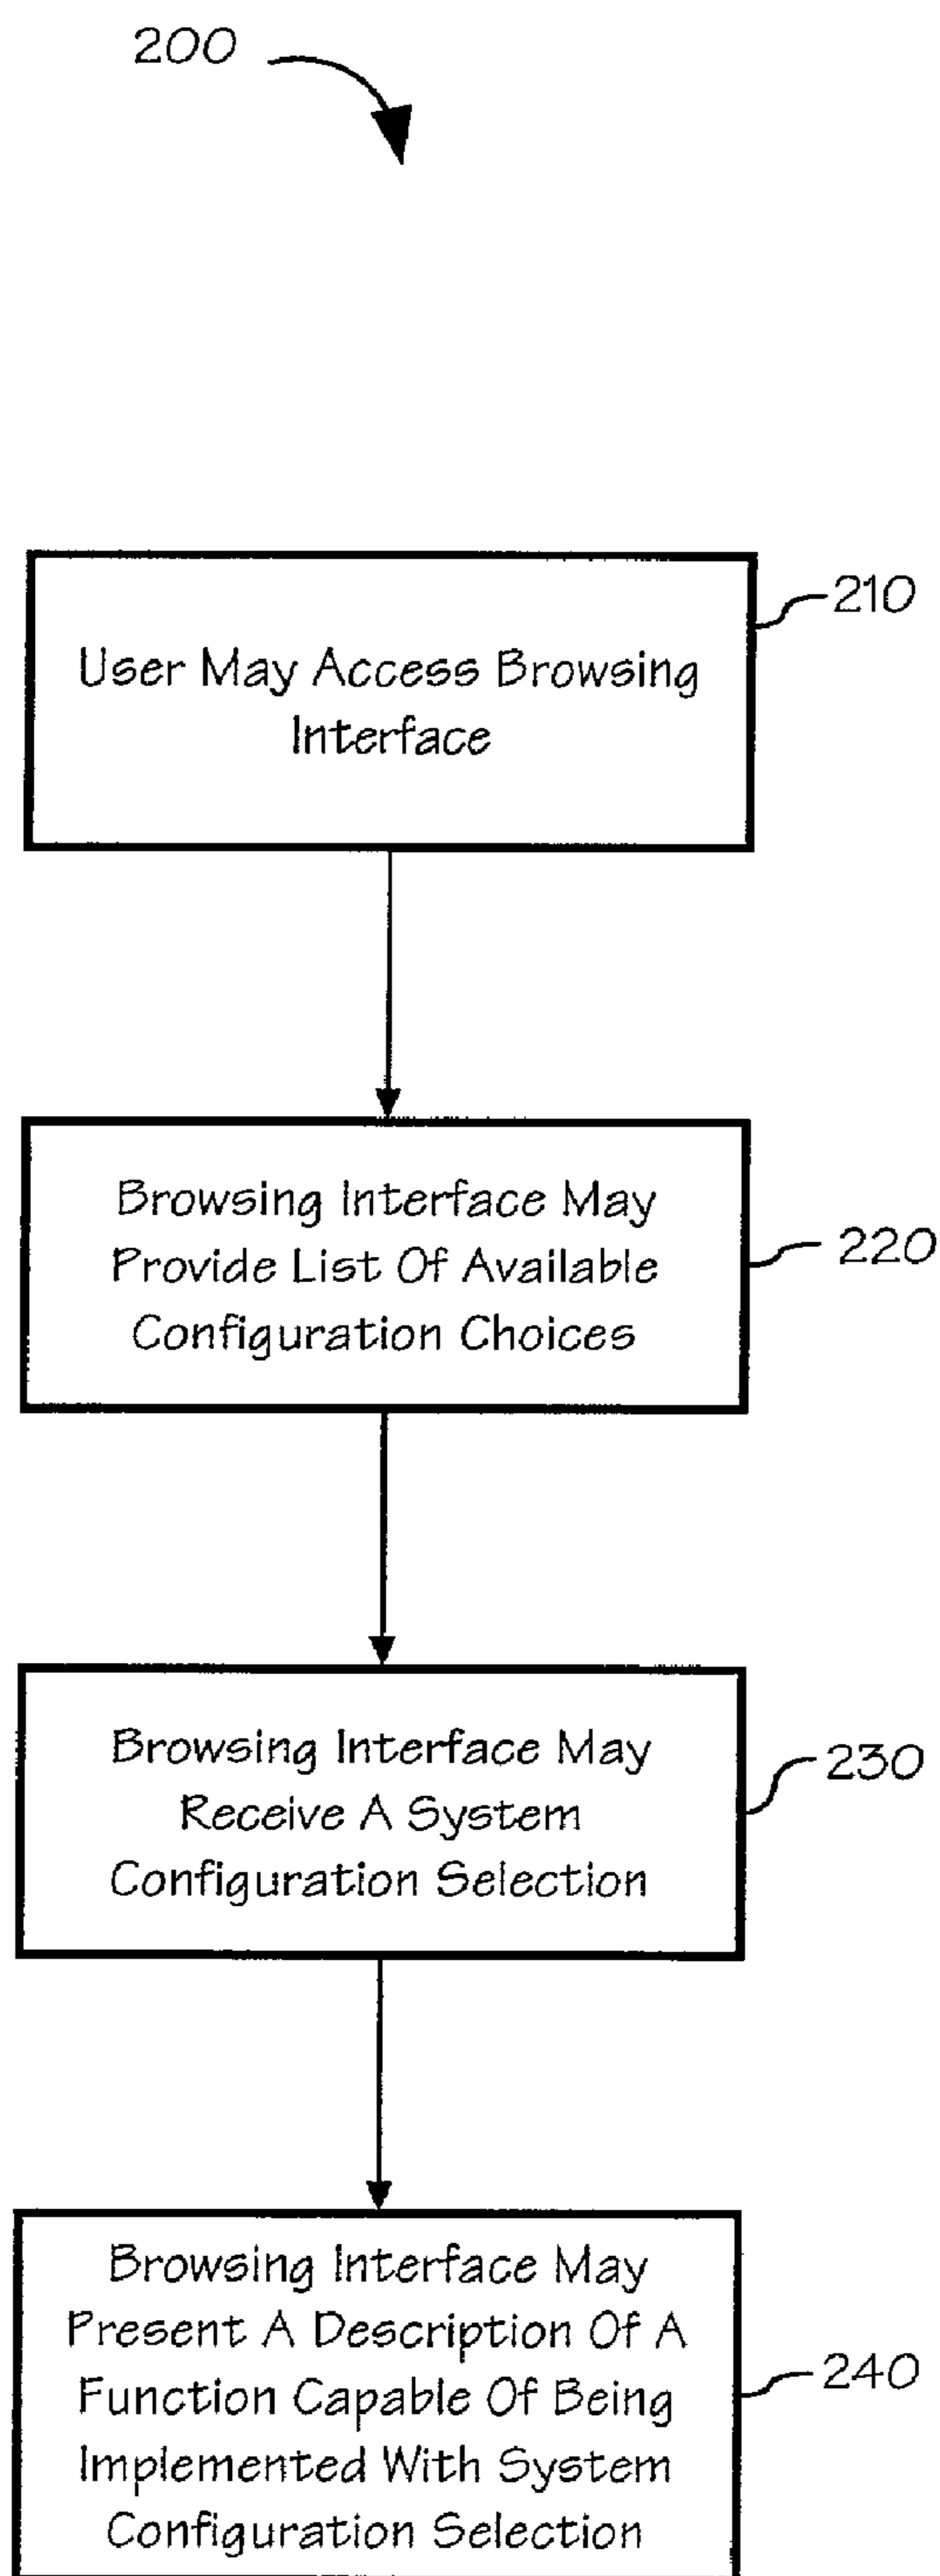 200
210
User May Access Browsing
Interface
220
Browsing Interface May
Provide List Of Available
Configuration Choices
230
Browsing Interface May
Receive A System
Configuration Selection
240
Browsing Interface May
Present A Description Of A
Function Capable Of Being
Implemented With System
Configuration Selection